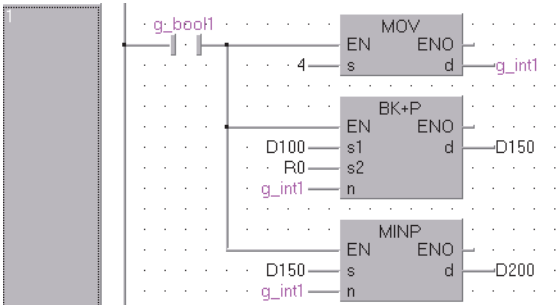 1
g_bool1
MOV
EN ENO
4 s d g_int1
BK+P
EN ENO
D100 s1 d D150
R0 s2
g_int1 n
MINP
EN ENO
D150 s d D200
g_int1 n